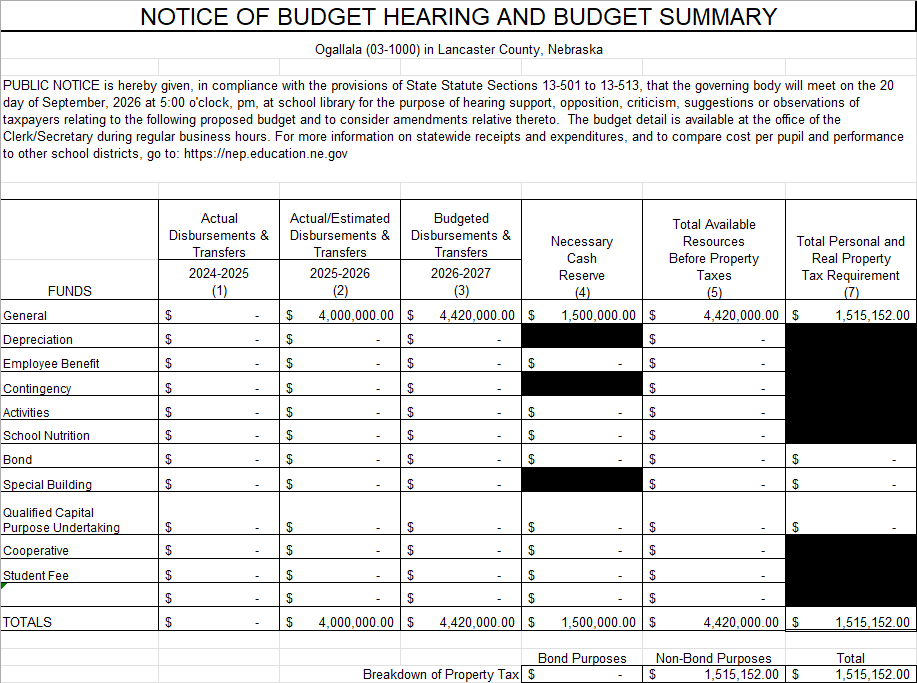 NOTICE OF BUDGET HEARING AND BUDGET SUMMARY
Ogallala (03-1000) in Lancaster County, Nebraska
PUBLIC NOTICE is hereby given, in compliance with the provisions of State Statute Sections 13-501 to 13-513, that the governing body will meet on the 20
day of September, 2026 at 5:00 o'clock, pm, at school library for the purpose of hearing support, opposition, criticism, suggestions or observations of
taxpayers relating to the following proposed budget and to consider amendments relative thereto.  The budget detail is available at the office of the
Clerk/Secretary during regular business hours. For more information on statewide receipts and expenditures, and to compare cost per pupil and performance
to other school districts, go to: https://nep.education.ne.gov
FUNDS
Actual
Disbursements &
Transfers
2024-2025
(1)
Actual/Estimated
Disbursements &
Transfers
2025-2026
(2)
Budgeted
Disbursements &
Transfers
2026-2027
(3)
Necessary
Cash
Reserve
(4)
Total Available
Resources
Before Property
Taxes
(5)
Total Personal and
Real Property
Tax Requirement
(7)
General $ - $ 4,000,000.00 $ 4,420,000.00 $ 1,500,000.00 $ 4,420,000.00 $ 1,515,152.00
Depreciation $ - $ - $ - $ -
Employee Benefit $ - $ - $ - $ - $ -
Contingency $ - $ - $ - $ -
Activities $ - $ - $ - $ - $ -
School Nutrition $ - $ - $ - $ - $ -
Bond $ - $ - $ - $ - $ - $ -
Special Building $ - $ - $ - $ - $ -
Qualified Capital
Purpose Undertaking $ - $ - $ - $ - $ - $ -
Cooperative $ - $ - $ - $ - $ -
Student Fee $ - $ - $ - $ - $ -
$ - $ - $ - $ - $ -
TOTALS $ - $ 4,000,000.00 $ 4,420,000.00 $ 1,500,000.00 $ 4,420,000.00 $ 1,515,152.00
Bond Purposes Non-Bond Purposes Total
Breakdown of Property Tax $ - $ 1,515,152.00 $ 1,515,152.00